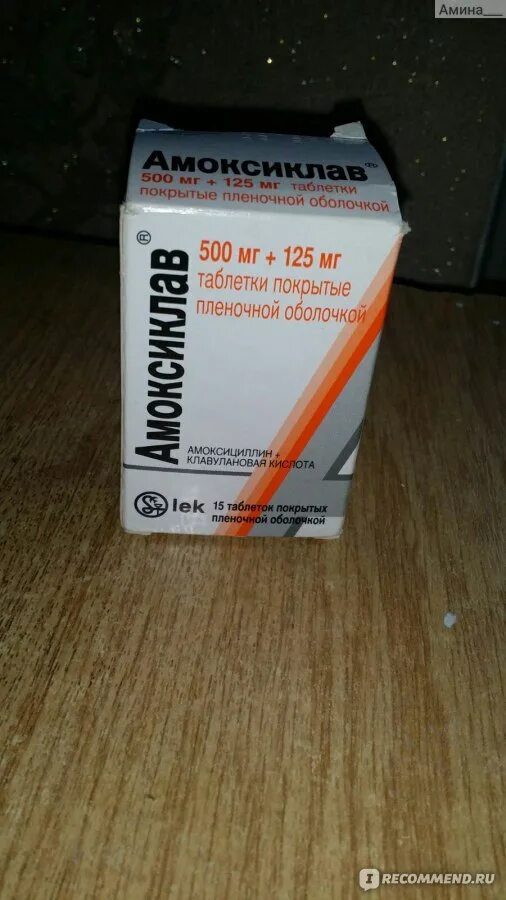 Амина___
Амоксиклав®
500 мг + 125 мг таблетки
покрытые пленочной оболочкой
Амоксиклав®
500 мг + 125 мг
таблетки покрытые
пленочной оболочкой
АМОКСИЦИЛЛИН +
КЛАВУЛАНОВАЯ КИСЛОТА
lek
15 таблеток покрытых
пленочной оболочкой
IRECOMMEND.RU